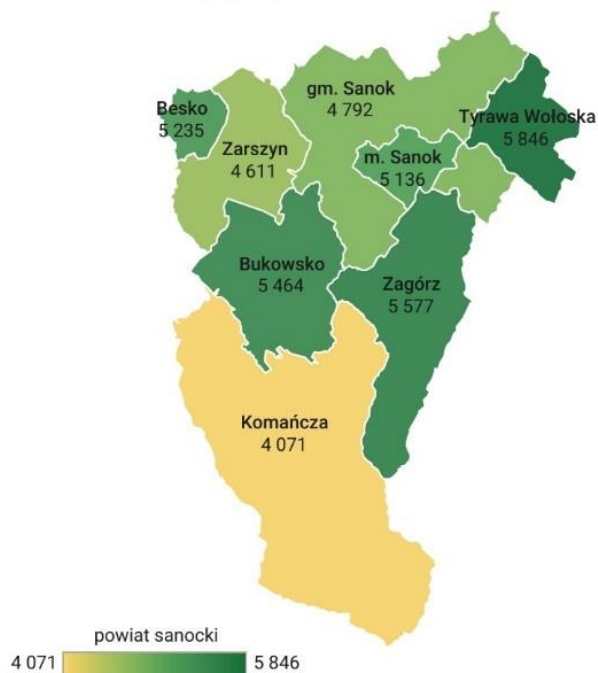 gm. Sanok
4 792
Besko
5 235
Tyrawa Wołoska
5 846
Zarszyn
4 611
m. Sanok
5 136
Bukowsko
5 464
Zagórz
5 577
Komańcza
4 071
powiat sanocki
4 071 5 846